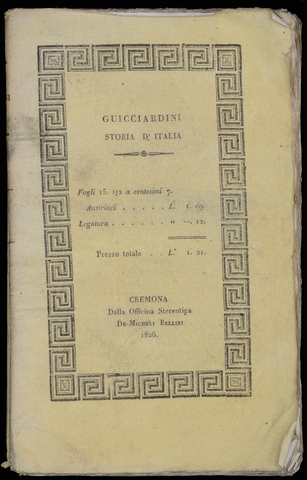 GUICCIARDINI
STORIA D' ITALIA
Fogli 15. 1/2 a centesimi 7.
Austriaci . . . . . L. 1. 09.
Legatura . . . . . . » --. 12.
Prezzo totale . . L. 1. 21.
CREMONA
Dalla Officina Stereotipa
DE-MICHELI BELLINI
1826.